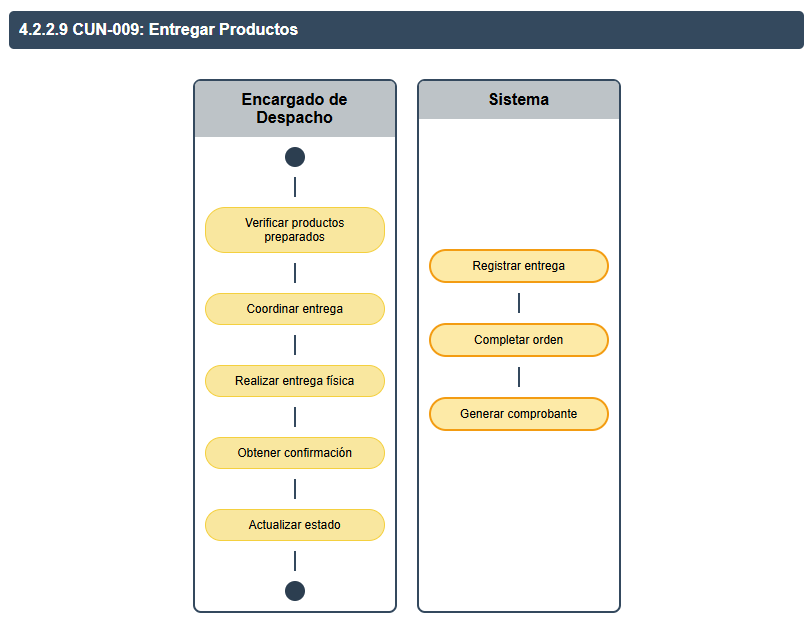 4.2.2.9 CUN-009: Entregar Productos
Encargado de
Despacho
Verificar productos
preparados
Coordinar entrega
Realizar entrega física
Obtener confirmación
Actualizar estado
Sistema
Registrar entrega
Completar orden
Generar comprobante